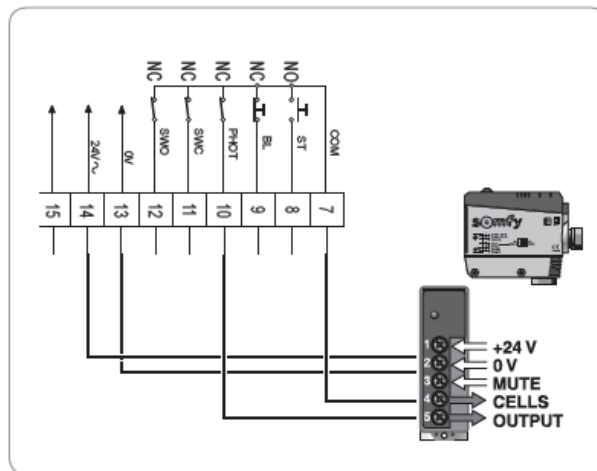 NC NC NC NC NO
SWO SWC PHOT BL ST COM
24V~ 0V
15 14 13 12 11 10 9 8 7
somfy
1 +24 V
2 0 V
3 MUTE
4 CELLS
5 OUTPUT